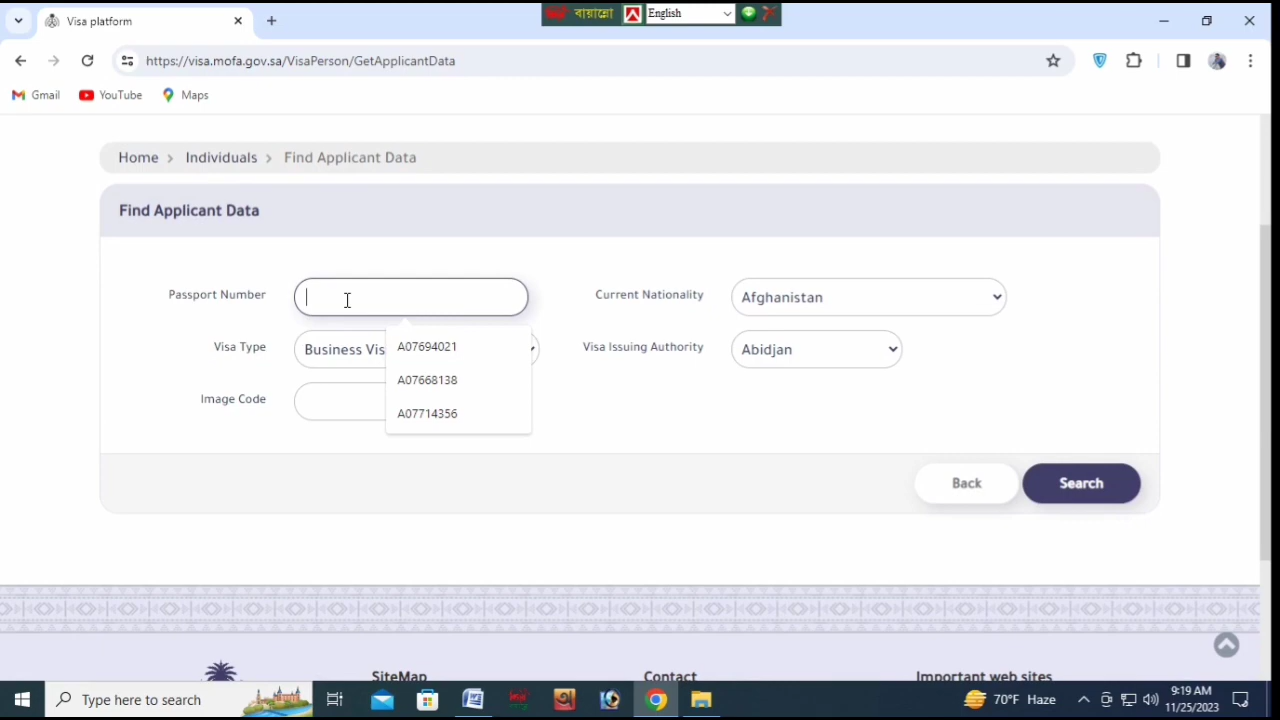 Visa platform
বায়ান্নো
English
https://visa.mofa.gov.sa/VisaPerson/GetApplicantData
Gmail
YouTube
Maps
Home > Individuals > Find Applicant Data
Find Applicant Data
Passport Number
Current Nationality
Afghanistan
A07694021
A07668138
A07714356
Visa Type
Business Vis
Visa Issuing Authority
Abidjan
Image Code
Back
Search
SiteMap
Contact
Important web sites
Type here to search
70°F Haze
9:19 AM
11/25/2023